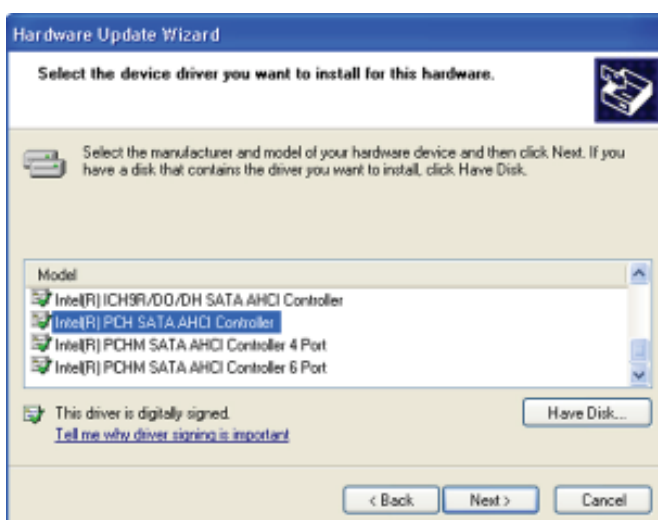 Hardware Update Wizard
Select the device driver you want to install for this hardware.
Select the manufacturer and model of your hardware device and then click Next. If you
have a disk that contains the driver you want to install, click Have Disk.
Model
Intel(R) ICH9R/DO/DH SATA AHCI Controller
Intel(R) PCH SATA AHCI Controller
Intel(R) PCHM SATA AHCI Controller 4 Port
Intel(R) PCHM SATA AHCI Controller 6 Port
This driver is digitally signed.
Have Disk...
Tell me why driver signing is important
< Back
Next >
Cancel